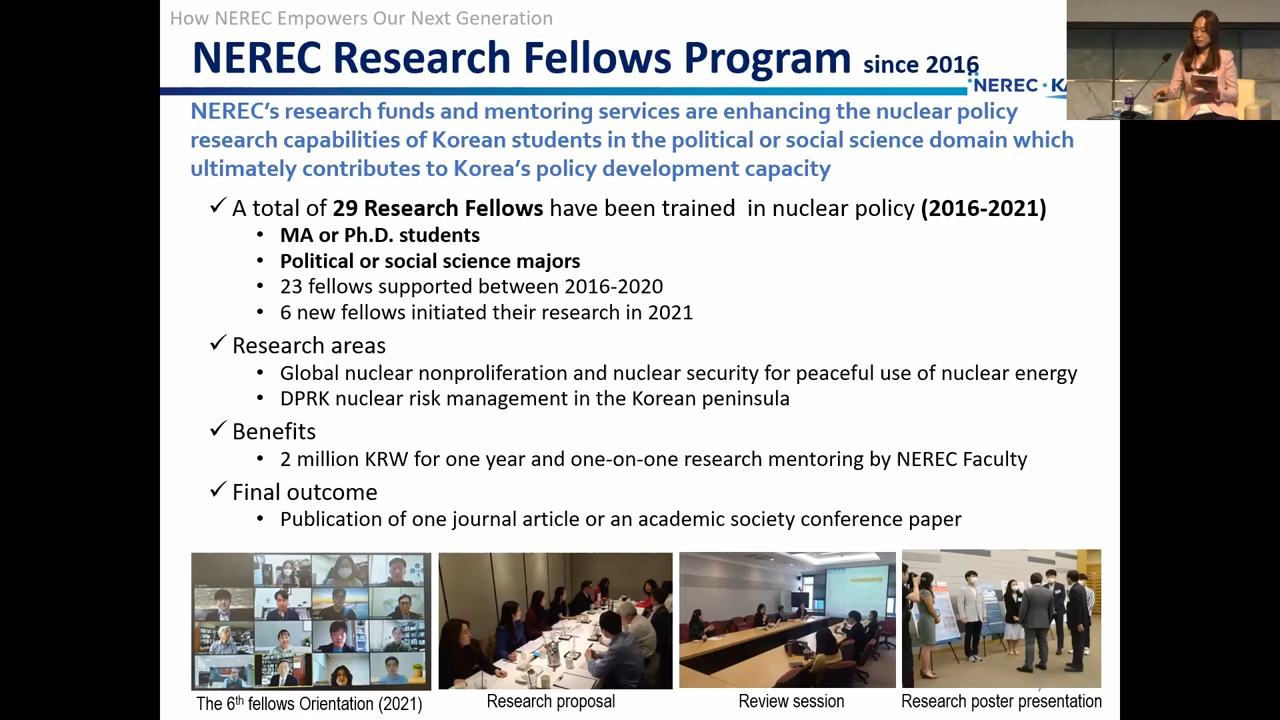 How NEREC Empowers Our Next Generation
NEREC Research Fellows Program since 2016
NEREC · KA
NEREC’s research funds and mentoring services are enhancing the nuclear policy
research capabilities of Korean students in the political or social science domain which
ultimately contributes to Korea’s policy development capacity
✓ A total of 29 Research Fellows have been trained in nuclear policy (2016-2021)
• MA or Ph.D. students
• Political or social science majors
• 23 fellows supported between 2016-2020
• 6 new fellows initiated their research in 2021
✓ Research areas
• Global nuclear nonproliferation and nuclear security for peaceful use of nuclear energy
• DPRK nuclear risk management in the Korean peninsula
✓ Benefits
• 2 million KRW for one year and one-on-one research mentoring by NEREC Faculty
✓ Final outcome
• Publication of one journal article or an academic society conference paper
The 6th fellows Orientation (2021)
Research proposal
Review session
Research poster presentation